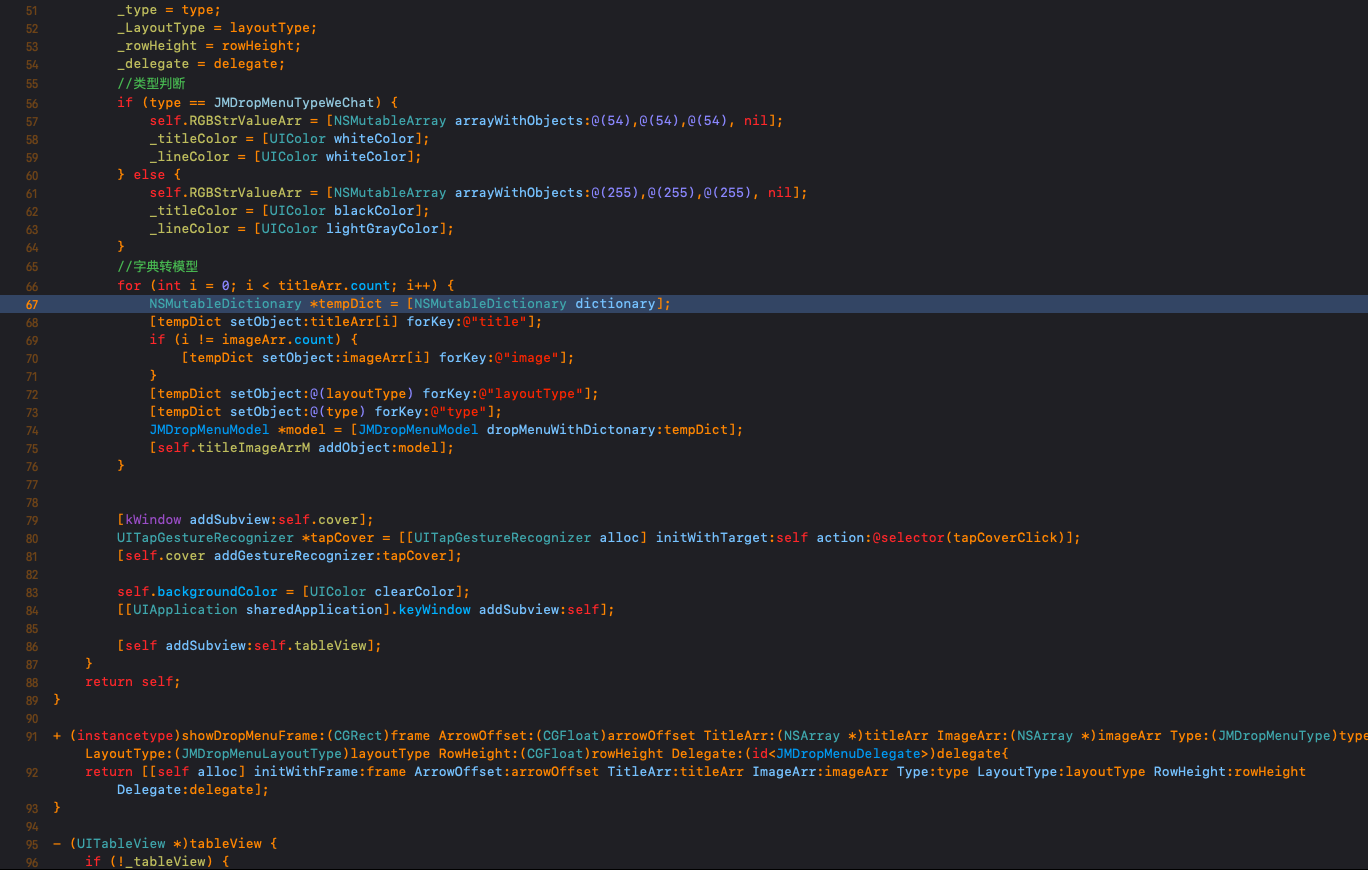 51 _type = type;
52 _LayoutType = layoutType;
53 _rowHeight = rowHeight;
54 _delegate = delegate;
55 //类型判断
56 if (type == JMDropMenuTypeWeChat) {
57 self.RGBStrValueArr = [NSMutableArray arrayWithObjects:@(54),@(54),@(54), nil];
58 _titleColor = [UIColor whiteColor];
59 _lineColor = [UIColor whiteColor];
60 } else {
61 self.RGBStrValueArr = [NSMutableArray arrayWithObjects:@(255),@(255),@(255), nil];
62 _titleColor = [UIColor blackColor];
63 _lineColor = [UIColor lightGrayColor];
64 }
65 //字典转模型
66 for (int i = 0; i < titleArr.count; i++) {
67 NSMutableDictionary *tempDict = [NSMutableDictionary dictionary];
68 [tempDict setObject:titleArr[i] forKey:@"title"];
69 if (i != imageArr.count) {
70 [tempDict setObject:imageArr[i] forKey:@"image"];
71 }
72 [tempDict setObject:@(layoutType) forKey:@"layoutType"];
73 [tempDict setObject:@(type) forKey:@"type"];
74 JMDropMenuModel *model = [JMDropMenuModel dropMenuWithDictonary:tempDict];
75 [self.titleImageArrM addObject:model];
76 }
77
78
79 [kWindow addSubview:self.cover];
80 UITapGestureRecognizer *tapCover = [[UITapGestureRecognizer alloc] initWithTarget:self action:@selector(tapCoverClick)];
81 [self.cover addGestureRecognizer:tapCover];
82
83 self.backgroundColor = [UIColor clearColor];
84 [[UIApplication sharedApplication].keyWindow addSubview:self];
85
86 [self addSubview:self.tableView];
87 }
88 return self;
89 }
90
91 + (instancetype)showDropMenuFrame:(CGRect)frame ArrowOffset:(CGFloat)arrowOffset TitleArr:(NSArray *)titleArr ImageArr:(NSArray *)imageArr Type:(JMDropMenuType)type
LayoutType:(JMDropMenuLayoutType)layoutType RowHeight:(CGFloat)rowHeight Delegate:(id<JMDropMenuDelegate>)delegate{
92 return [[self alloc] initWithFrame:frame ArrowOffset:arrowOffset TitleArr:titleArr ImageArr:imageArr Type:type LayoutType:layoutType RowHeight:rowHeight
Delegate:delegate];
93 }
94
95 - (UITableView *)tableView {
96 if (!_tableView) {